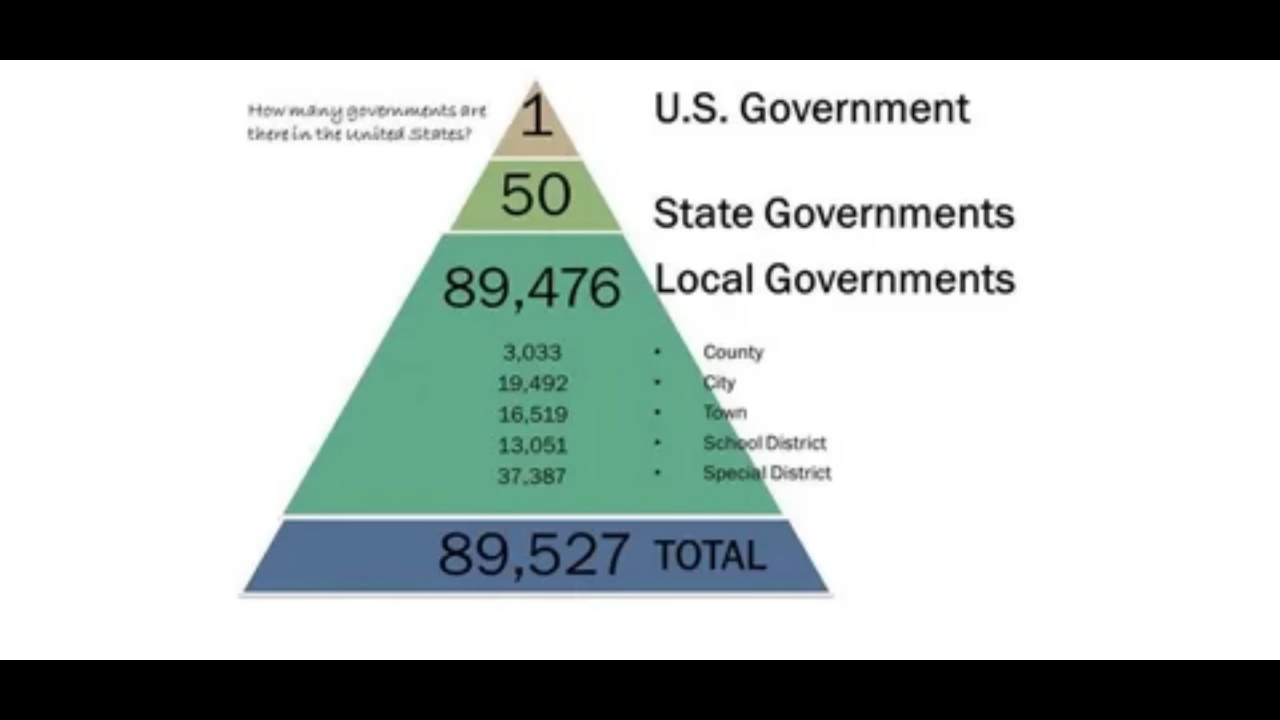 How many governments are
there in the United States?
1 U.S. Government
50 State Governments
89,476 Local Governments
3,033 • County
19,492 • City
16,519 • Town
13,051 • School District
37,387 • Special District
89,527 TOTAL